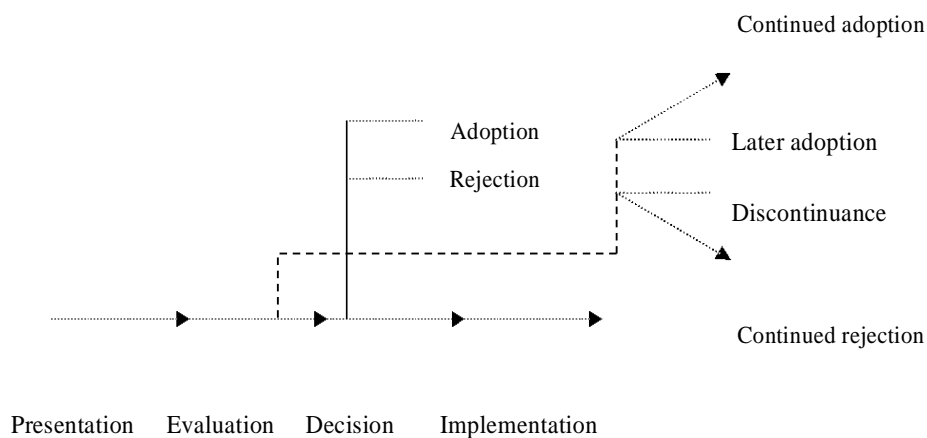 Continued adoption
Adoption
Later adoption
Rejection
Discontinuance
Continued rejection
Presentation Evaluation Decision Implementation